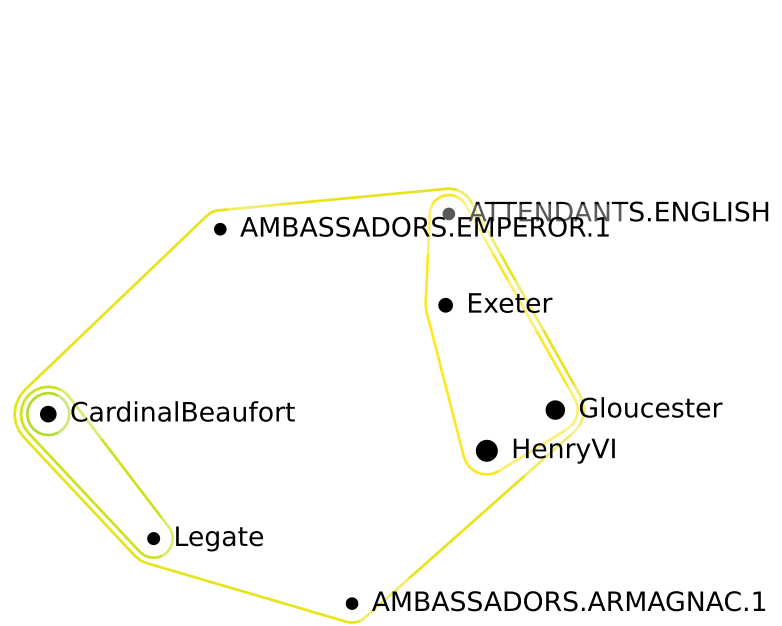 ATTENDANTS.ENGLISH
AMBASSADORS.EMPEROR.1
Exeter
Gloucester
CardinalBeaufort
HenryVI
Legate
AMBASSADORS.ARMAGNAC.1